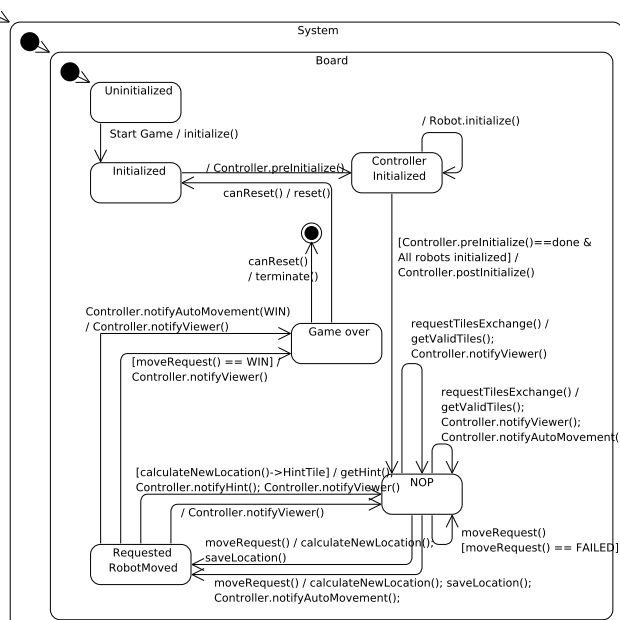 System
Board
Uninitialized
Start Game / initialize()
/ Robot.initialize()
Initialized
/ Controller.preInitialize()
Controller
Initialized
canReset() / reset()
canReset()
/ terminate()
[Controller.preInitialize()==done &
All robots initialized] /
Controller.postInitialize()
Controller.notifyAutoMovement(WIN)
/ Controller.notifyViewer()
Game over
requestTilesExchange() /
getValidTiles();
Controller.notifyViewer()
[moveRequest() == WIN] /
Controller.notifyViewer()
requestTilesExchange() /
getValidTiles();
Controller.notifyViewer();
Controller.notifyAutoMovement(
[calculateNewLocation()->HintTile] / getHint();
Controller.notifyHint(); Controller.notifyViewer()
NOP
/ Controller.notifyViewer()
moveRequest()
[moveRequest() == FAILED]
moveRequest() / calculateNewLocation();
saveLocation()
Requested
RobotMoved
moveRequest() / calculateNewLocation; saveLocation();
Controller.notifyAutoMovement();